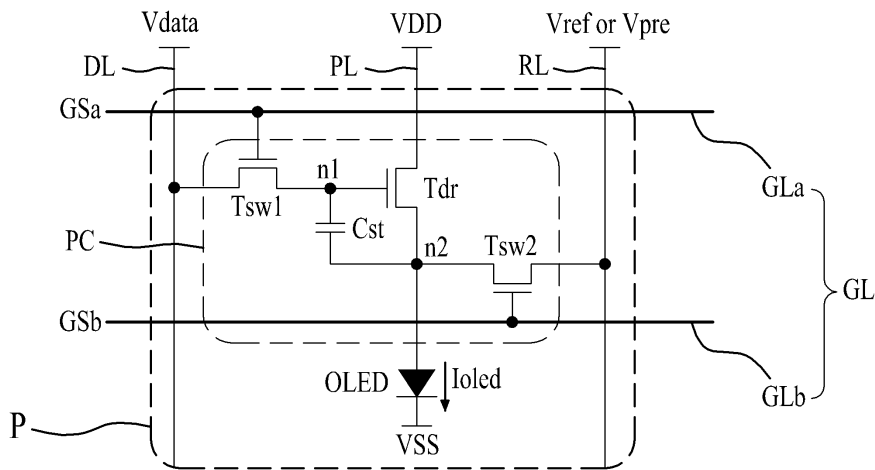 Vdata
VDD
Vref or Vpre
DL
PL
RL
GSa
n1
Tdr
GLa
Tsw1
Cst
PC
n2
Tsw2
GL
GSb
OLED
Ioled
GLb
P
VSS